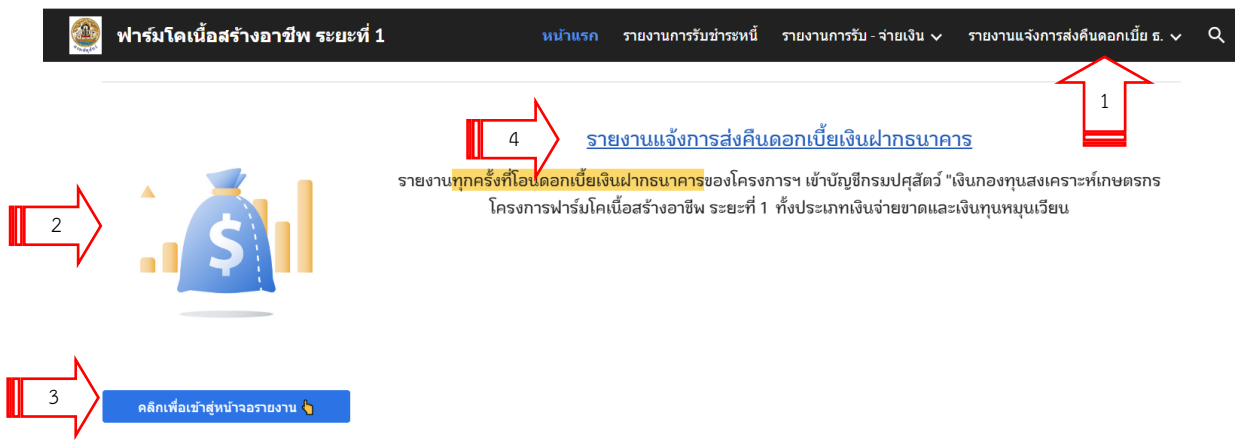 ฟาร์มโคเนื้อสร้างอาชีพ ระยะที่ 1
หน้าแรก รายงานการรับชำระหนี้ รายงานการรับ - จ่ายเงิน รายงานแจ้งการส่งคืนดอกเบี้ย ธ.
1
4
รายงานแจ้งการส่งคืนดอกเบี้ยเงินฝากธนาคาร
รายงานทุกครั้งที่โอนดอกเบี้ยเงินฝากธนาคารของโครงการฯ เข้าบัญชีกรมปศุสัตว์ "เงินกองทุนสงเคราะห์เกษตรกร
โครงการฟาร์มโคเนื้อสร้างอาชีพ ระยะที่ 1 ทั้งประเภทเงินจ่ายขาดและเงินทุนหมุนเวียน
2
$
3
คลิกเพื่อเข้าสู่หน้าจอรายงาน